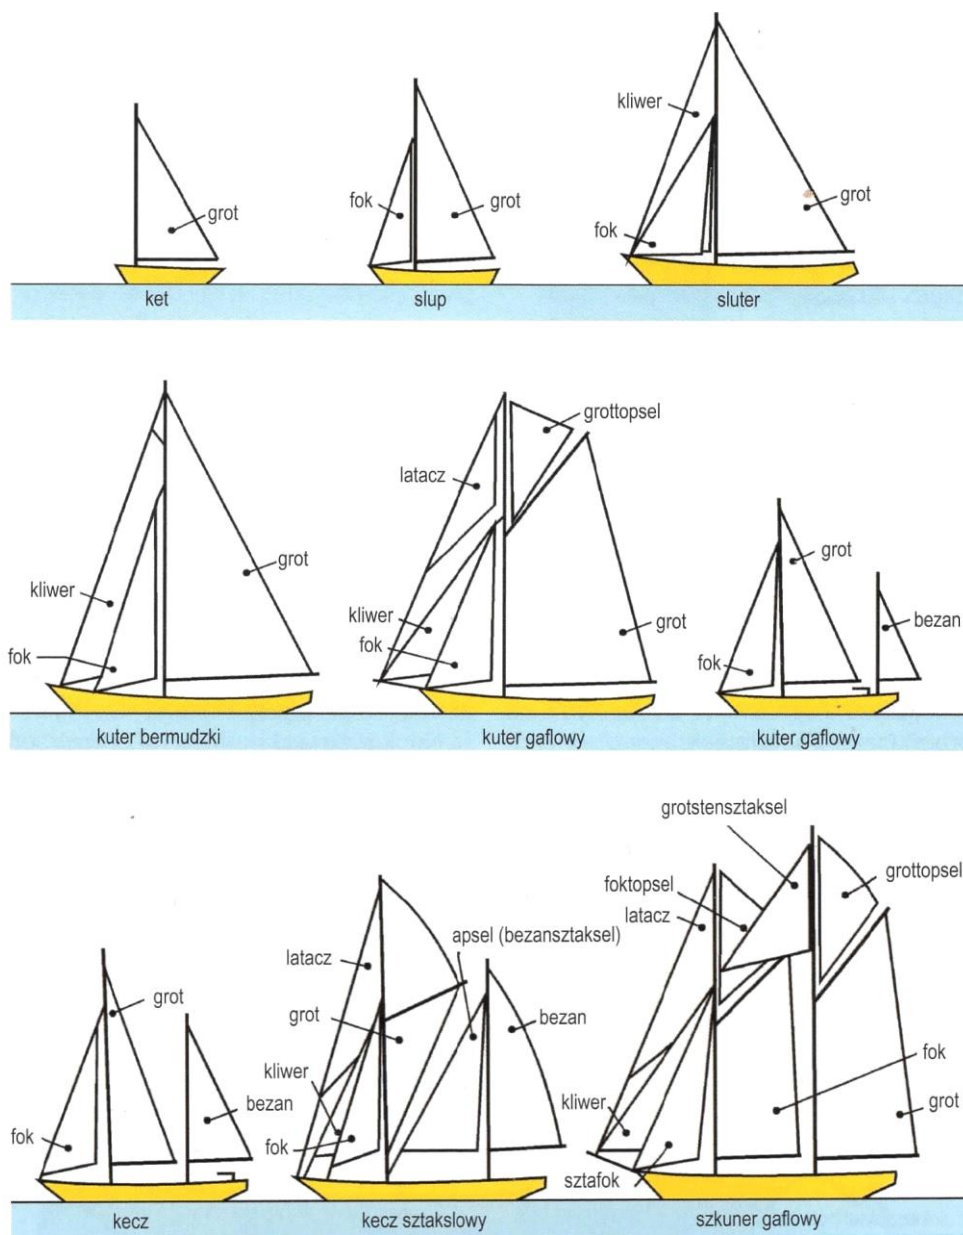 kliwer
grot
fok
grot
fok
grot
ket
slup
sluter
grottopsel
latacz
kliwer
grot
fok
kliwer
fok
grot
grot
bezan
fok
kuter bermudzki
kuter gaflowy
kuter gaflowy
grotstensztaksel
foktopsel
latacz
grottopsel
grot
bezan
fok
latacz
apsel (bezansztaksel)
grot
bezan
kliwer
fok
kliwer
sztafok
fok
grot
kecz
kecz sztakslowy
szkuner gaflowy